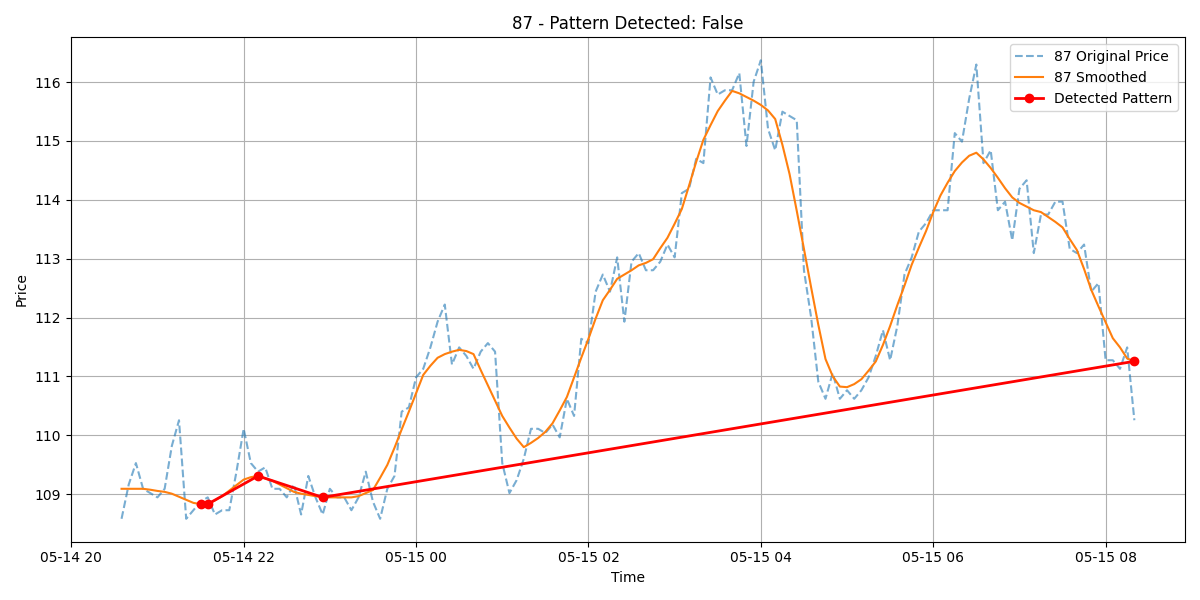 87 - Pattern Detected: False
87 Original Price
87 Smoothed
Detected Pattern
Price
116
115
114
113
112
111
110
109
05-14 20
05-14 22
05-15 00
05-15 02
05-15 04
05-15 06
05-15 08
Time